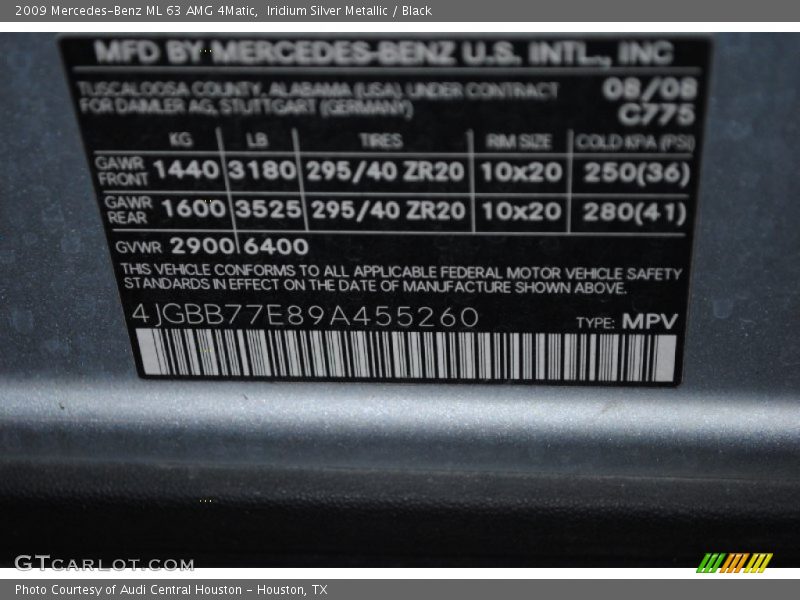 2009 Mercedes-Benz ML 63 AMG 4Matic,  Iridium Silver Metallic / Black
MFD BY MERCEDES-BENZ U.S. INTL., INC
TUSCALOOSA COUNTY, ALABAMA (USA), UNDER CONTRACT 08/08
FOR DAIMLER AG, STUTTGART (GERMANY) C775
KG LB TIRES RIM SIZE COLD KPA (PSI)
GAWR FRONT 1440 3180 295/40 ZR20 10x20 250(36)
GAWR REAR 1600 3525 295/40 ZR20 10x20 280(41)
GVWR 2900 6400
THIS VEHICLE CONFORMS TO ALL APPLICABLE FEDERAL MOTOR VEHICLE SAFETY
STANDARDS IN EFFECT ON THE DATE OF MANUFACTURE SHOWN ABOVE.
4JGBB77E89A455260 TYPE: MPV
GTCARLOT.COM
Photo Courtesy of Audi Central Houston - Houston, TX